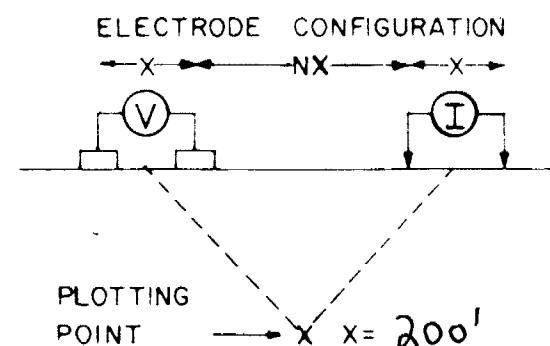 ELECTRODE CONFIGURATION
X NX X
V I
PLOTTING
POINT X X= 200'